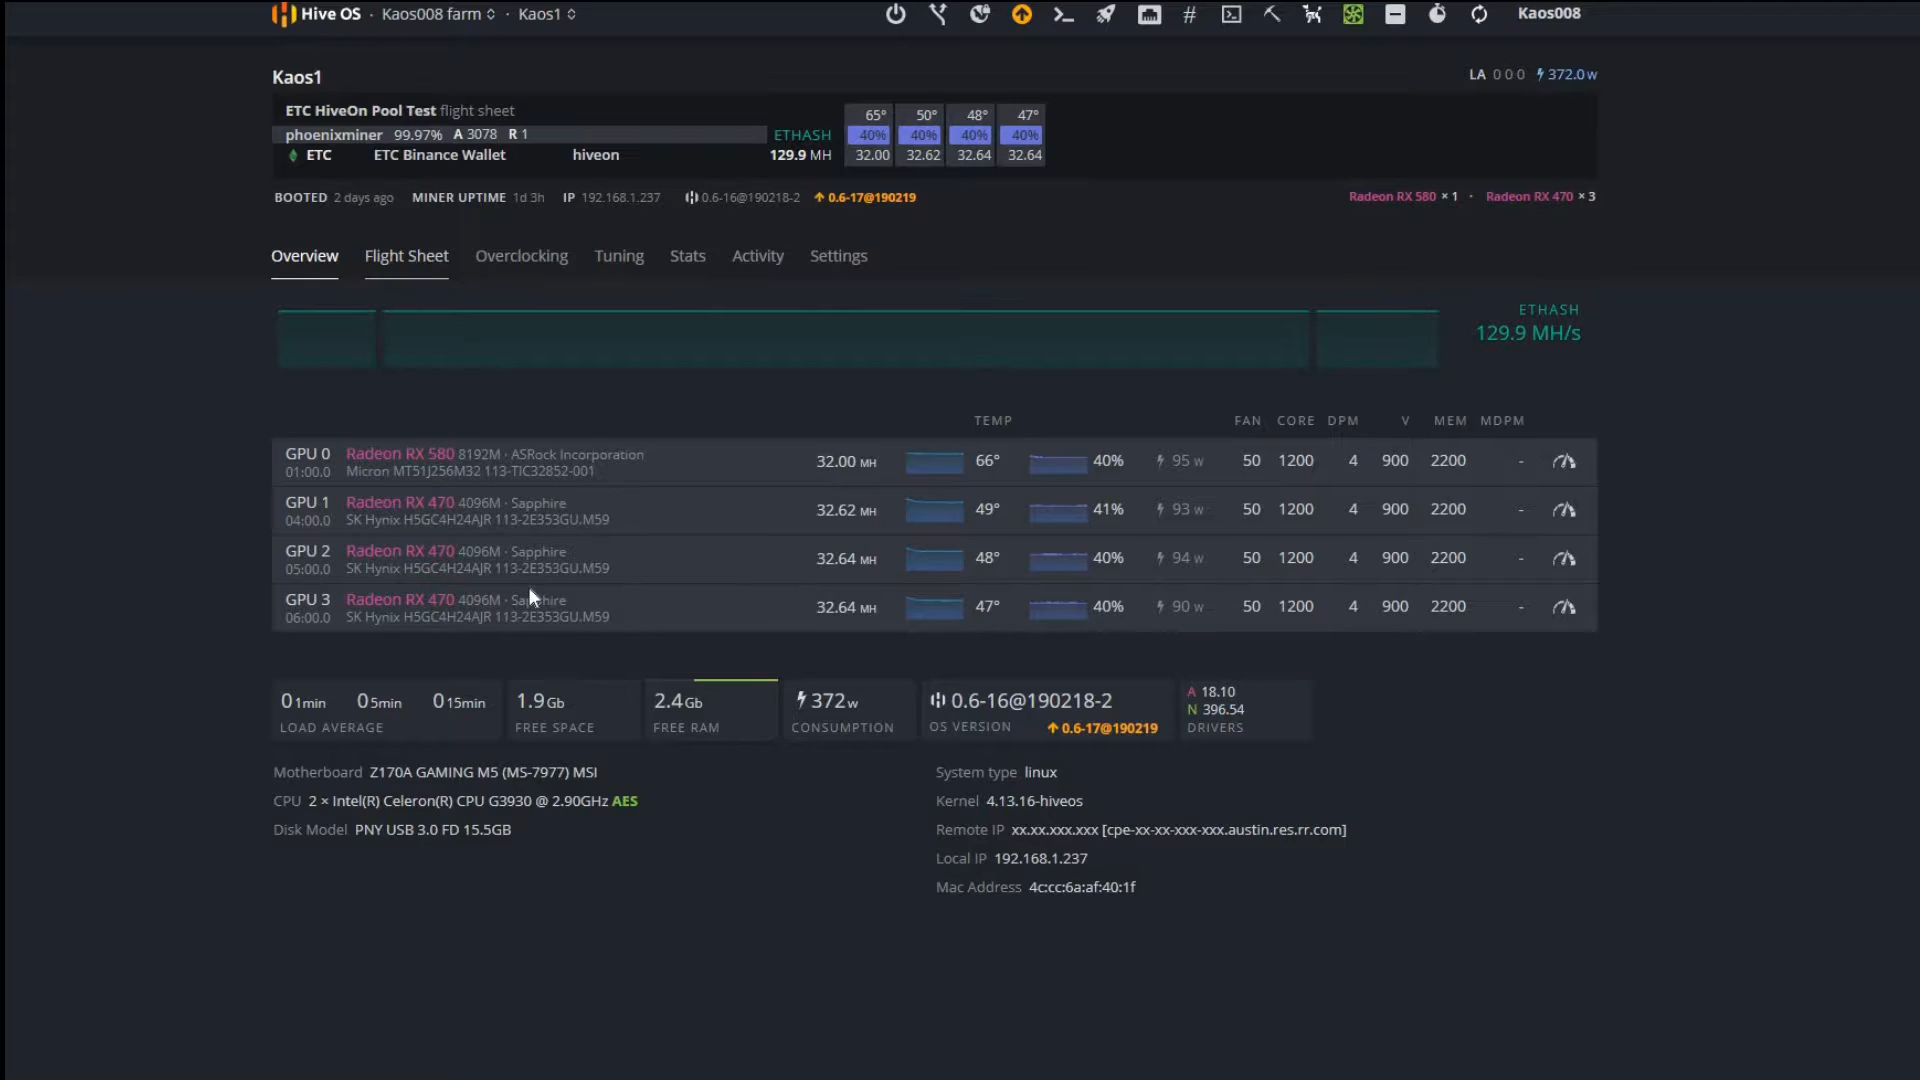 Hive OS · Kaos008 farm · Kaos1 Kaos008
Kaos1 LA 0 0 0 372.0 w
ETC HiveOn Pool Test flight sheet
65° 50° 48° 47°
phoenixminer 99.97% A 3078 R 1 ETHASH 40% 40% 40% 40%
ETC ETC Binance Wallet hiveon 129.9 MH 32.00 32.62 32.64 32.64
BOOTED 2 days ago MINER UPTIME 1d 3h IP 192.168.1.237 0.6-16@190218-2 0.6-17@190219 Radeon RX 580 × 1 · Radeon RX 470 × 3
Overview Flight Sheet Overclocking Tuning Stats Activity Settings
ETHASH
129.9 MH/s
TEMP FAN CORE DPM V MEM MDPM
GPU 0 Radeon RX 580 8192M · ASRock Incorporation
01:00.0 Micron MT51J256M32 113-TIC32852-001
32.00 MH 66° 40% 95 w 50 1200 4 900 2200 -
GPU 1 Radeon RX 470 4096M · Sapphire
04:00.0 SK Hynix H5GC4H24AJR 113-2E353GU.M59
32.62 MH 49° 41% 93 w 50 1200 4 900 2200 -
GPU 2 Radeon RX 470 4096M · Sapphire
05:00.0 SK Hynix H5GC4H24AJR 113-2E353GU.M59
32.64 MH 48° 40% 94 w 50 1200 4 900 2200 -
GPU 3 Radeon RX 470 4096M · Sapphire
06:00.0 SK Hynix H5GC4H24AJR 113-2E353GU.M59
32.64 MH 47° 40% 90 w 50 1200 4 900 2200 -
0 1min 0 5min 0 15min
LOAD AVERAGE
1.9 Gb
FREE SPACE
2.4 Gb
FREE RAM
372 w
CONSUMPTION
0.6-16@190218-2
OS VERSION 0.6-17@190219
A 18.10
N 396.54
DRIVERS
Motherboard Z170A GAMING M5 (MS-7977) MSI
CPU 2 × Intel(R) Celeron(R) CPU G3930 @ 2.90GHz AES
Disk Model PNY USB 3.0 FD 15.5GB
System type linux
Kernel 4.13.16-hiveos
Remote IP xx.xx.xxx.xxx [cpe-xx-xx-xxx-xxx.austin.res.rr.com]
Local IP 192.168.1.237
Mac Address 4c:cc:6a:af:40:1f